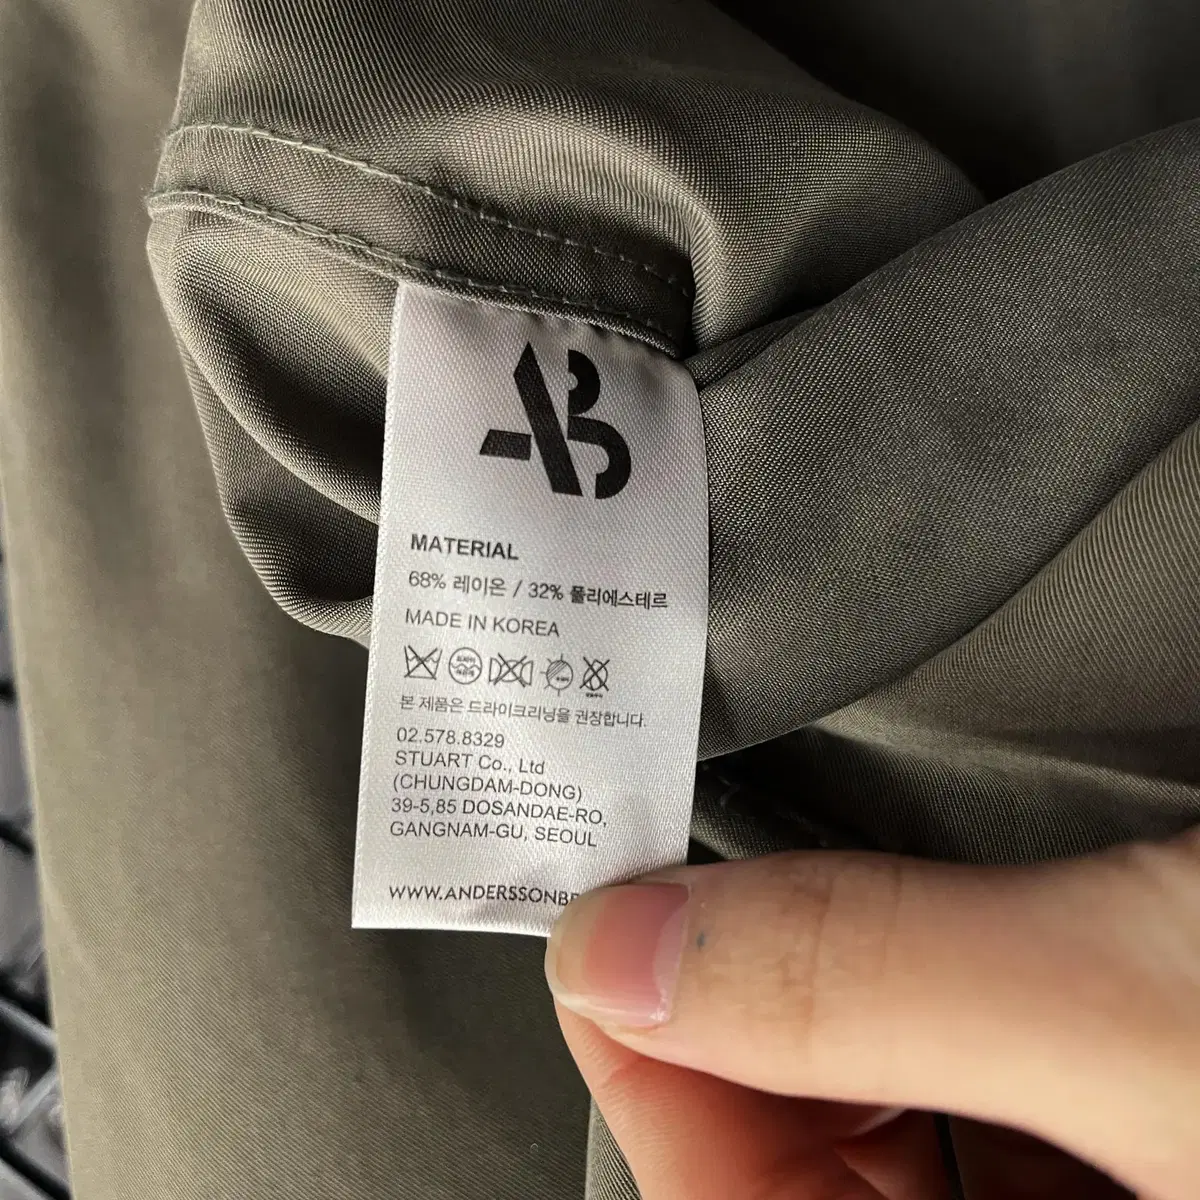 AB
MATERIAL
68% 레이온 / 32% 폴리에스테르
MADE IN KOREA
본 제품은 드라이크리닝을 권장합니다.
02.578.8329
STUART Co., Ltd
(CHUNGDAM-DONG)
39-5,85 DOSANDAE-RO,
GANGNAM-GU, SEOUL